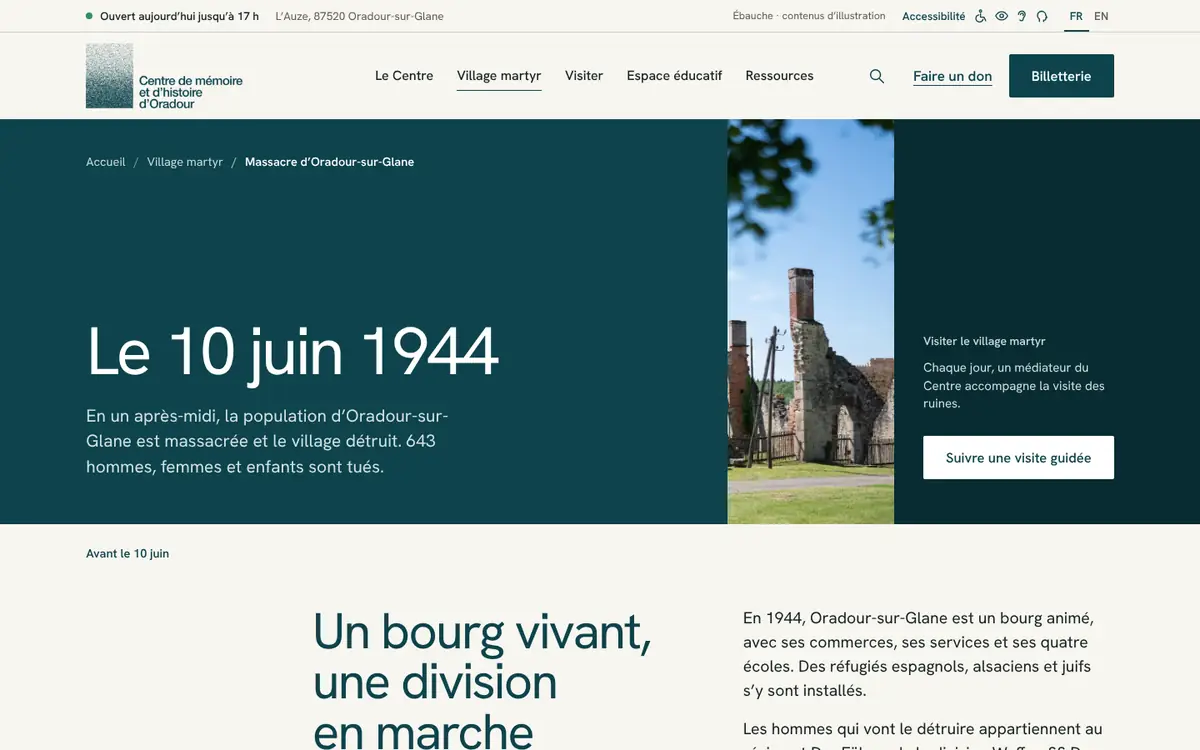 Ouvert aujourd’hui jusqu’à 17 h
L’Auze, 87520 Oradour-sur-Glane
Ébauche · contenus d’illustration
Accessibilité
FR
EN
Centre de mémoire
et d’histoire
d’Oradour
Le Centre
Village martyr
Visiter
Espace éducatif
Ressources
Faire un don
Billetterie
Accueil / Village martyr / Massacre d’Oradour-sur-Glane
Le 10 juin 1944
En un après-midi, la population d’Oradour-sur-
Glane est massacrée et le village détruit. 643
hommes, femmes et enfants sont tués.
Visiter le village martyr
Chaque jour, un médiateur du
Centre accompagne la visite des
ruines.
Suivre une visite guidée
Avant le 10 juin
Un bourg vivant,
une division
en marche
En 1944, Oradour-sur-Glane est un bourg animé,
avec ses commerces, ses services et ses quatre
écoles. Des réfugiés espagnols, alsaciens et juifs
s’y sont installés.
Les hommes qui vont le détruire appartiennent au